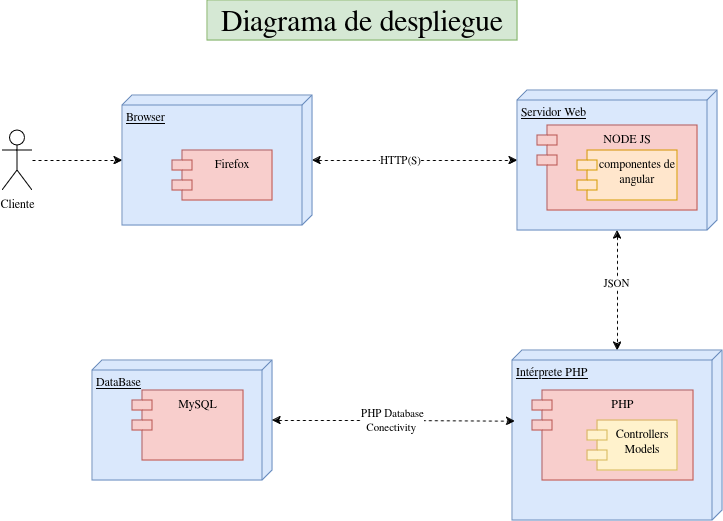 Diagrama de despliegue
Browser
Firefox
Cliente
HTTP(S)
Servidor Web
NODE JS
componentes de
angular
JSON
DataBase
MySQL
PHP Database
Conectivity
Intérprete PHP
PHP
Controllers
Models